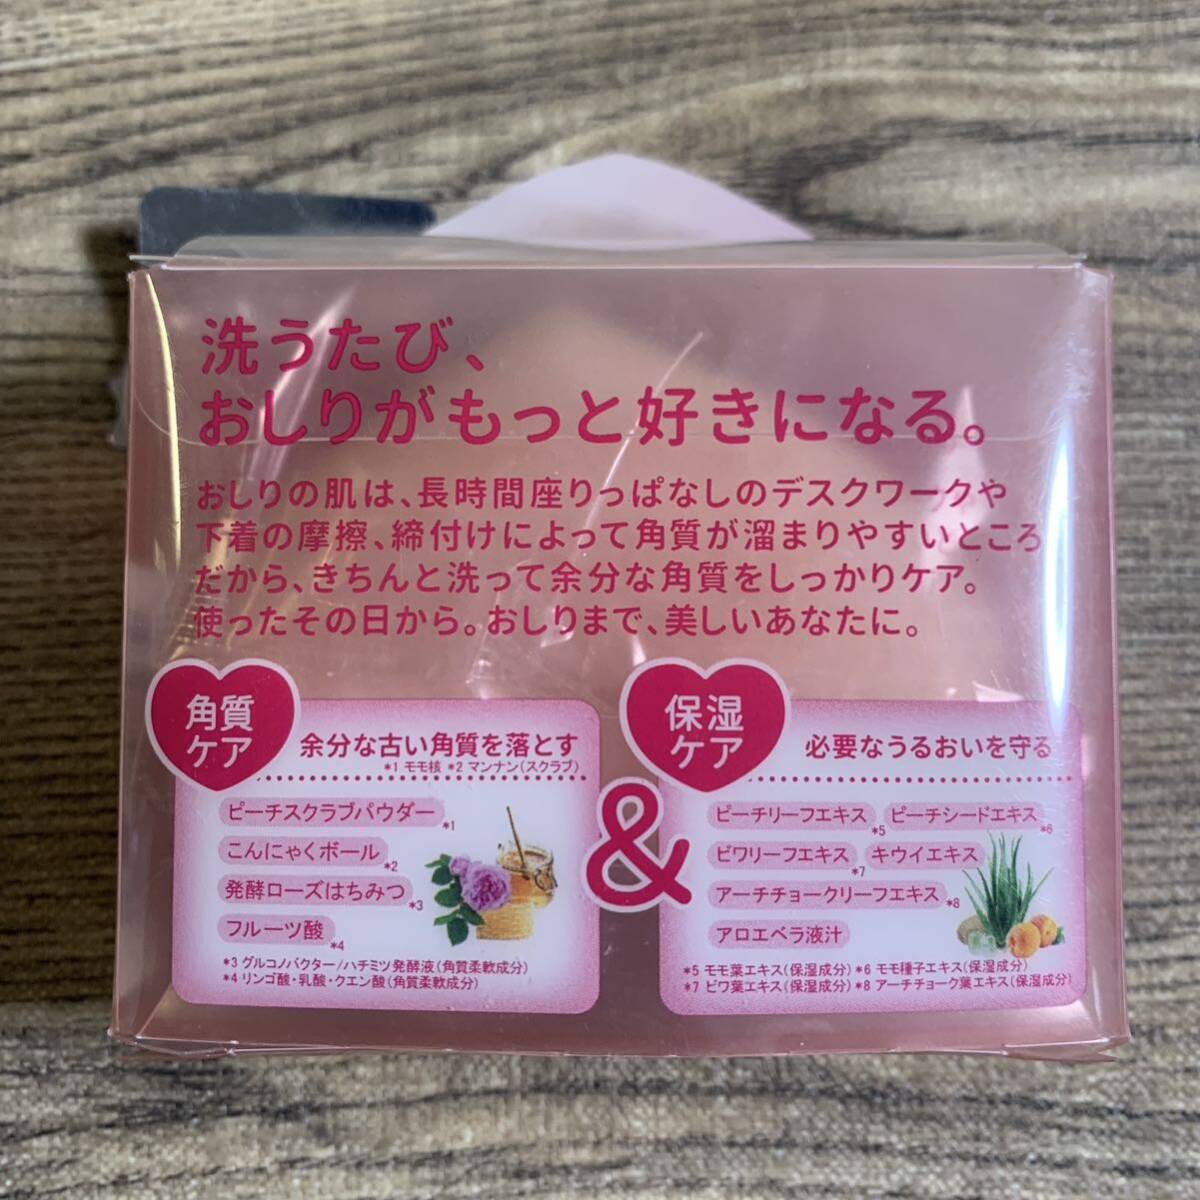 洗うたび、
おしりがもっと好きになる。
おしりの肌は、長時間座りっぱなしのデスクワークや
下着の摩擦、締付けによって角質が溜まりやすいところ
だから、きちんと洗って余分な角質をしっかりケア。
使ったその日から。おしりまで、美しいあなたに。
角質
ケア
余分な古い角質を落とす
*1 モモ核 *2 マンナン(スクラブ)
ピーチスクラブパウダー*1
こんにゃくボール*2
発酵ローズはちみつ*3
フルーツ酸*4
*3 グルコノバクター/ハチミツ発酵液(角質柔軟成分)
*4 リンゴ酸・乳酸・クエン酸(角質柔軟成分)
&
保湿
ケア
必要なうるおいを守る
ピーチリーフエキス*5 ピーチシードエキス*6
ビワリーフエキス*7 キウイエキス
アーチチョークリーフエキス*8
アロエベラ液汁
*5 モモ葉エキス(保湿成分) *6 モモ種子エキス(保湿成分)
*7 ビワ葉エキス(保湿成分) *8 アーチチョーク葉エキス(保湿成分)